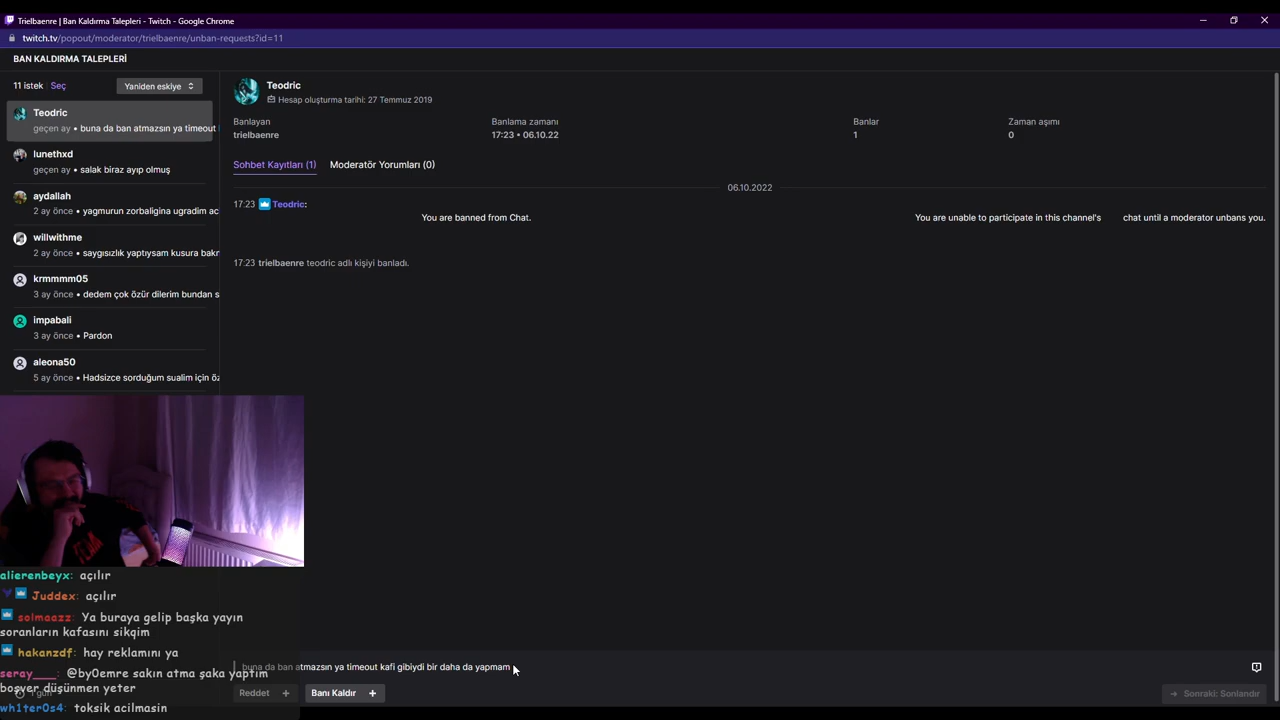 Trielbaenre | Ban Kaldırma Talepleri - Twitch - Google Chrome
twitch.tv/popout/moderator/trielbaenre/unban-requests?id=11
BAN KALDIRMA TALEPLERİ
11 istek Seç Yaniden eskiye
Teodric
geçen ay • buna da ban atmazsın ya timeout
lunethxd
geçen ay • salak biraz ayıp olmuş
aydallah
2 ay önce • yagmurun zorbaligina ugradim ac
willwithme
2 ay önce • saygısızlık yaptıysam kusura bakm
krmmmm05
3 ay önce • dedem çok özür dilerim bundan s
impabali
3 ay önce • Pardon
aleona50
5 ay önce • Hadsizce sorduğum sualim için öz
Teodric
Hesap oluşturma tarihi: 27 Temmuz 2019
Banlayan Banlama zamanı Banlar Zaman aşımı
trielbaenre 17:23 • 06.10.22 1 0
Sohbet Kayıtları (1) Moderatör Yorumları (0)
06.10.2022
17:23 Teodric:
You are banned from Chat. You are unable to participate in this channel's chat until a moderator unbans you.
17:23 trielbaenre teodric adlı kişiyi banladı.
alierenbeyx: açılır
Juddex: açılır
solmaazz: Ya buraya gelip başka yayın
soranların kafasını sikqim
hakanzdf: hay reklamını ya
seray___: @by0emre sakın atma şaka yaptım
boşver düşünmen yeter
wh1ter0s4: toksik acilmasin
buna da ban atmazsın ya timeout kafi gibiydi bir daha da yapmam
1 gün
Reddet + Banı Kaldır + Sonraki: Sonlandır